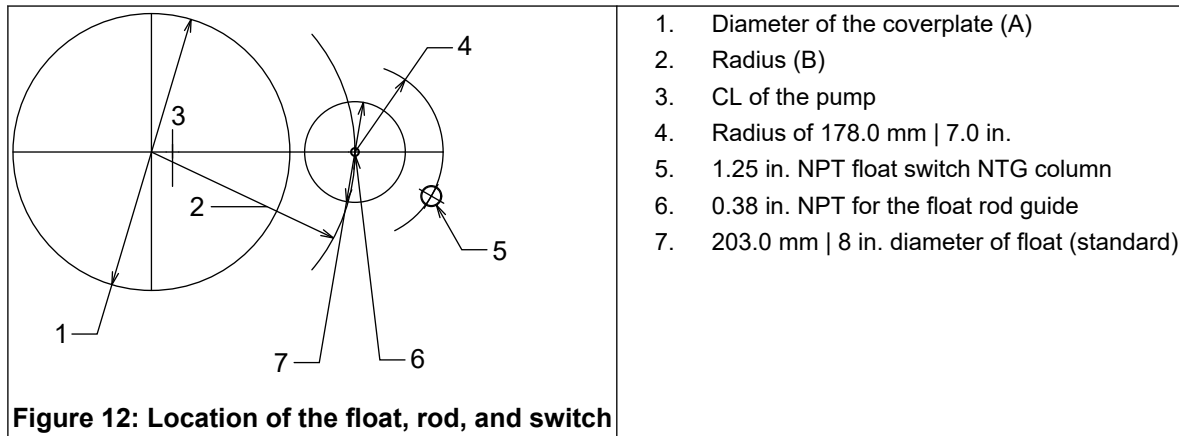 3
4
2
5
1
7
6
Figure 12: Location of the float, rod, and switch
1. Diameter of the coverplate (A)
2. Radius (B)
3. CL of the pump
4. Radius of 178.0 mm | 7.0 in.
5. 1.25 in. NPT float switch NTG column
6. 0.38 in. NPT for the float rod guide
7. 203.0 mm | 8 in. diameter of float (standard)